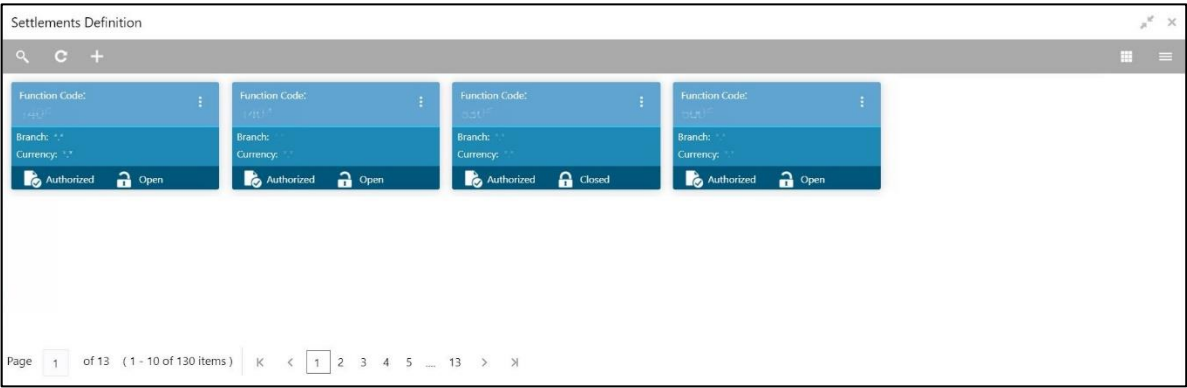 Settlements Definition
Function Code:
Branch: *.*
Currency: *.*
Authorized Open
Function Code:
Branch:
Currency:
Authorized Open
Function Code:
Branch:
Currency:
Authorized Closed
Function Code:
Branch:
Currency:
Authorized Open
Page 1 of 13 ( 1 - 10 of 130 items ) 1 2 3 4 5 ... 13